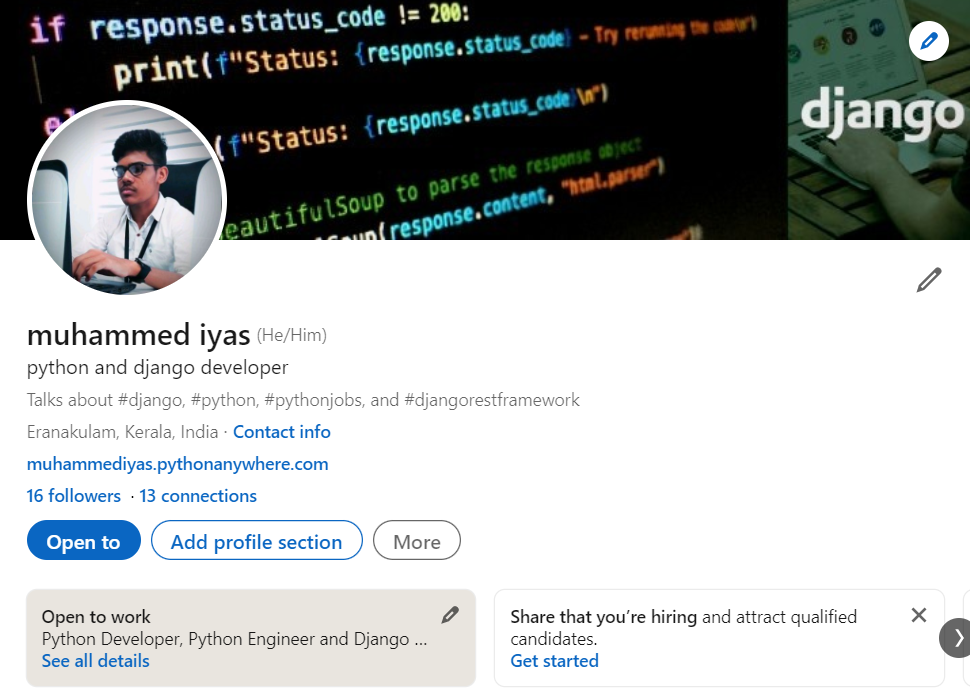 if response.status_code != 200:
print(f"Status: {response.status_code} - Try rerunning the code\n")
(f"Status: {response.status_code}\n")
eautifulSoup to parse the response object
Soup(response.content, "html.parser")
django
muhammed iyas (He/Him)
python and django developer
Talks about #django, #python, #pythonjobs, and #djangorestframework
Eranakulam, Kerala, India · Contact info
muhammediyas.pythonanywhere.com
16 followers · 13 connections
Open to
Add profile section
More
Open to work
Python Developer, Python Engineer and Django ...
See all details
Share that you’re hiring and attract qualified
candidates.
Get started